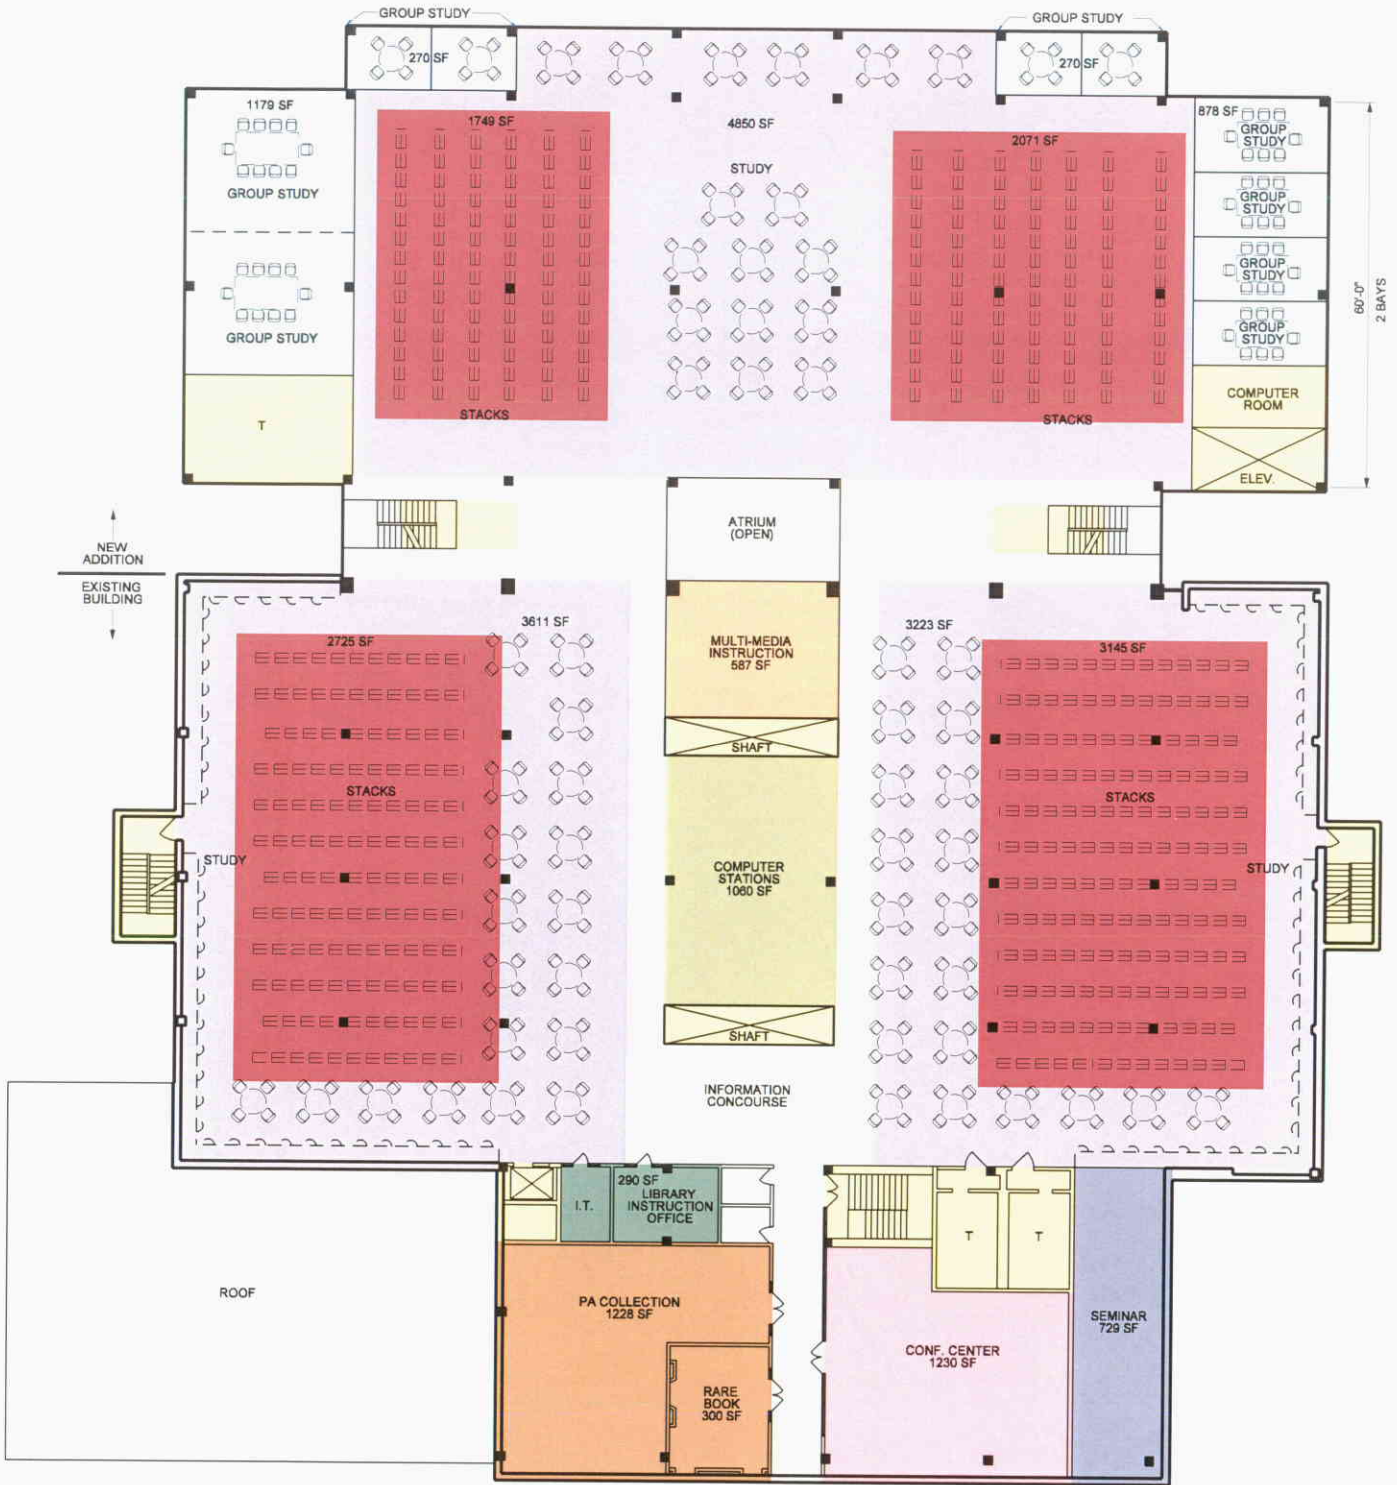 GROUP STUDY
GROUP STUDY
270 SF
270 SF
1179 SF
1749 SF
4850 SF
2071 SF
878 SF
GROUP
STUDY
STUDY
GROUP STUDY
GROUP
STUDY
GROUP
STUDY
GROUP STUDY
GROUP
STUDY
60'-0"
2 BAYS
COMPUTER
ROOM
STACKS
STACKS
T
ELEV.
ATRIUM
(OPEN)
NEW
ADDITION
EXISTING
BUILDING
3611 SF
3223 SF
2725 SF
MULTI-MEDIA
INSTRUCTION
587 SF
3145 SF
SHAFT
STACKS
STACKS
STUDY
COMPUTER
STATIONS
1060 SF
STUDY
SHAFT
INFORMATION
CONCOURSE
290 SF
LIBRARY
INSTRUCTION
OFFICE
I.T.
T
T
ROOF
PA COLLECTION
1228 SF
SEMINAR
729 SF
CONF. CENTER
1230 SF
RARE
BOOK
300 SF